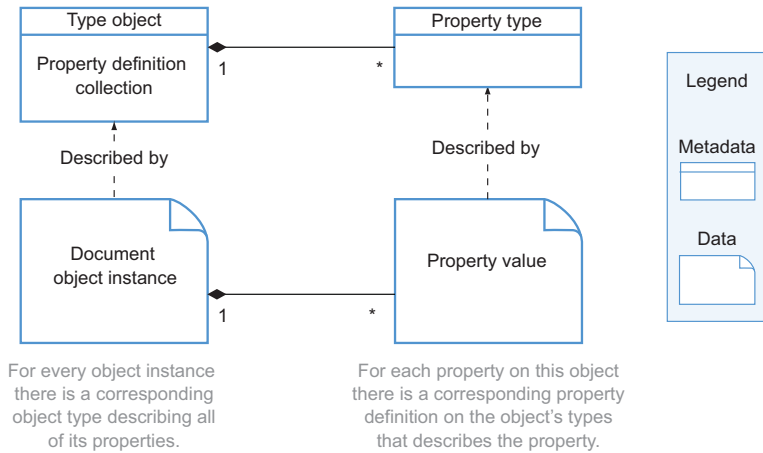 Type object
Property definition
collection
1
*
Property type
Described by
Described by
Document
object instance
1
*
Property value
For every object instance
there is a corresponding
object type describing all
of its properties.
For each property on this object
there is a corresponding property
definition on the object's types
that describes the property.
Legend
Metadata
Data